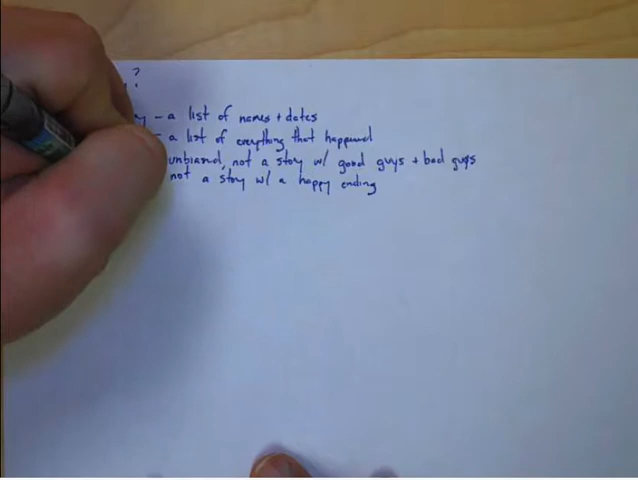 ?
– a list of names + dates
– a list of everything that happened
unbiased, not a story w/ good guys + bad guys
not a story w/ a happy ending